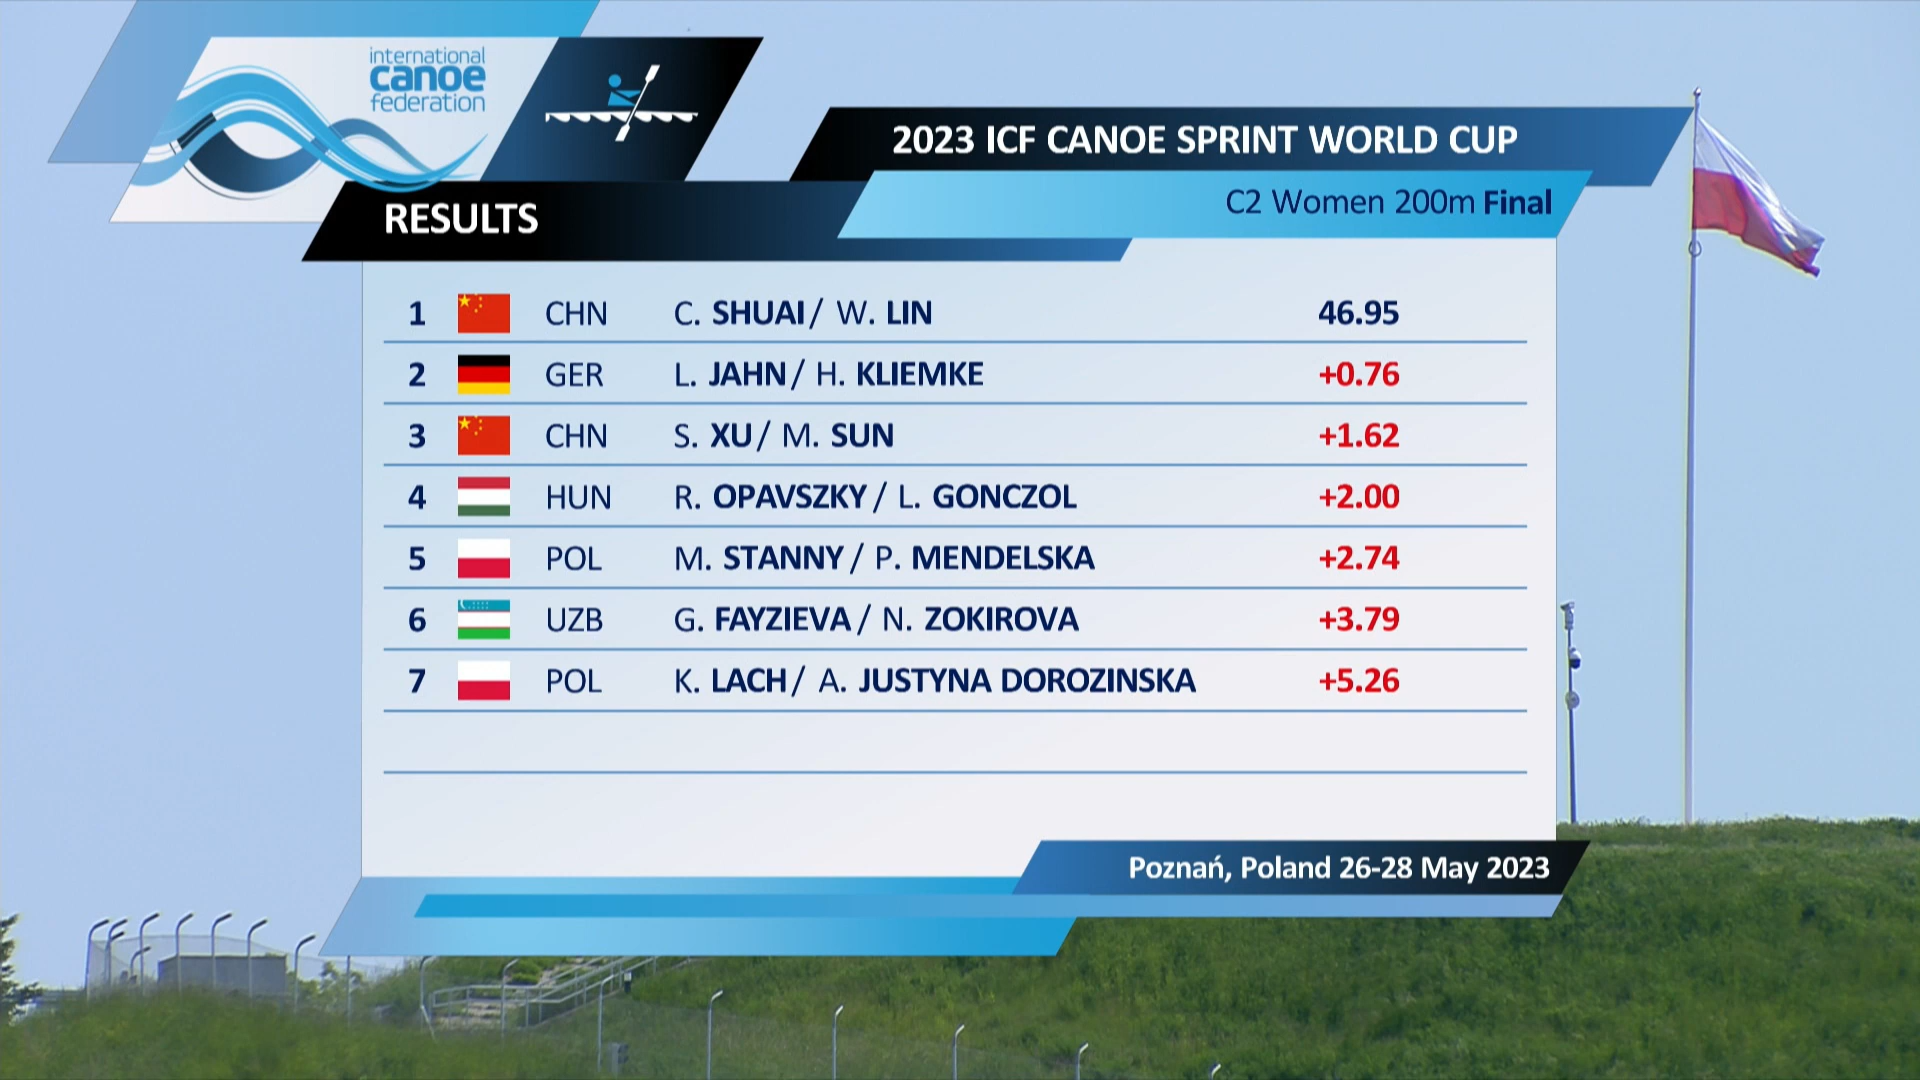 international
canoe
federation
2023 ICF CANOE SPRINT WORLD CUP
C2 Women 200m Final
RESULTS
1 CHN C. SHUAI / W. LIN 46.95
2 GER L. JAHN / H. KLIEMKE +0.76
3 CHN S. XU / M. SUN +1.62
4 HUN R. OPAVSZKY / L. GONCZOL +2.00
5 POL M. STANNY / P. MENDELSKA +2.74
6 UZB G. FAYZIEVA / N. ZOKIROVA +3.79
7 POL K. LACH / A. JUSTYNA DOROZINSKA +5.26
Poznań, Poland 26-28 May 2023